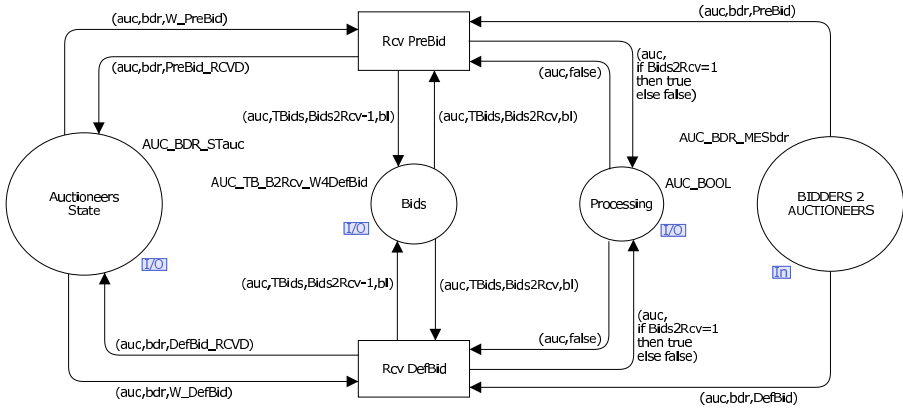 (auc,bdr,W_PreBid)
Rcv PreBid
(auc,bdr,PreBid)
(auc,bdr,PreBid_RCVD)
(auc,false)
(auc,
if Bids2Rcv=1
then true
else false)
(auc,TBids,Bids2Rcv-1,bl)
(auc,TBids,Bids2Rcv,bl)
AUC_BDR_STauc
AUC_BDR_MESbdr
AUC_TB_B2Rcv_W4DefBid
AUC_BOOL
Auctioneers
State
Bids
Processing
BIDDERS 2
AUCTIONEERS
I/O
I/O
I/O
In
(auc,TBids,Bids2Rcv-1,bl)
(auc,TBids,Bids2Rcv,bl)
(auc,
if Bids2Rcv=1
then true
else false)
(auc,bdr,DefBid_RCVD)
(auc,false)
Rcv DefBid
(auc,bdr,W_DefBid)
(auc,bdr,DefBid)